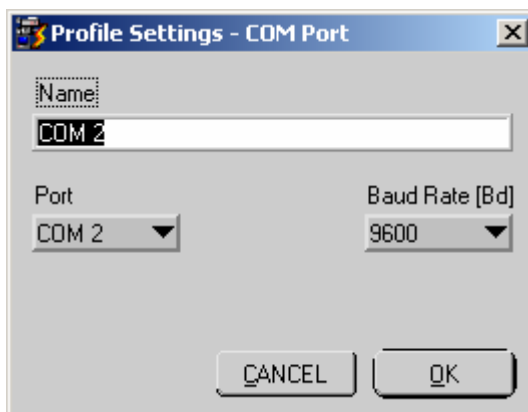 Profile Settings - COM Port
Name
COM 2
Port Baud Rate [Bd]
COM 2 9600
CANCEL OK